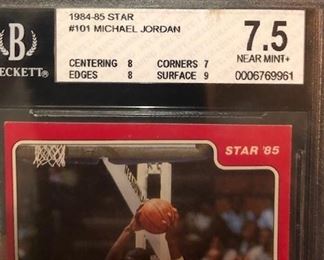 1984-85 STAR
#101 MICHAEL JORDAN
7.5
NEAR MINT+
CENTERING 8 CORNERS 7
EDGES 8 SURFACE 9
0006769961
B
BECKETT
STAR '85